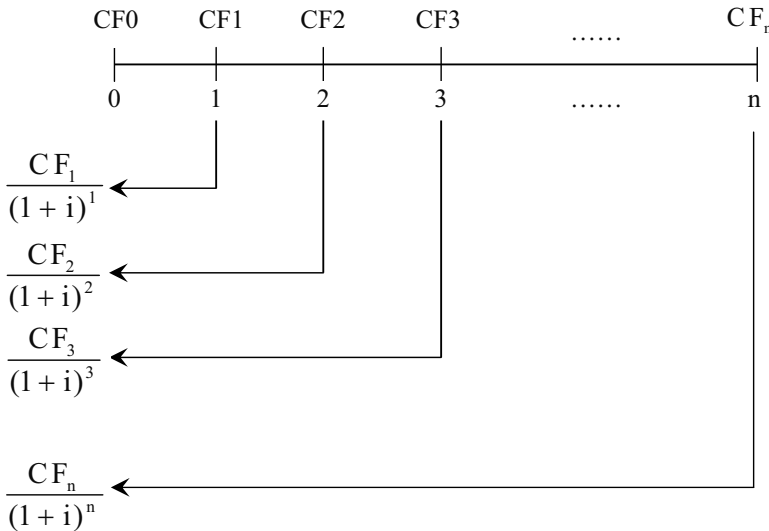 CF0 CF1 CF2 CF3 ...... CFₙ
0 1 2 3 ...... n
CF₁
(1 + i)¹
CF₂
(1 + i)²
CF₃
(1 + i)³
CFₙ
(1 + i)ⁿ